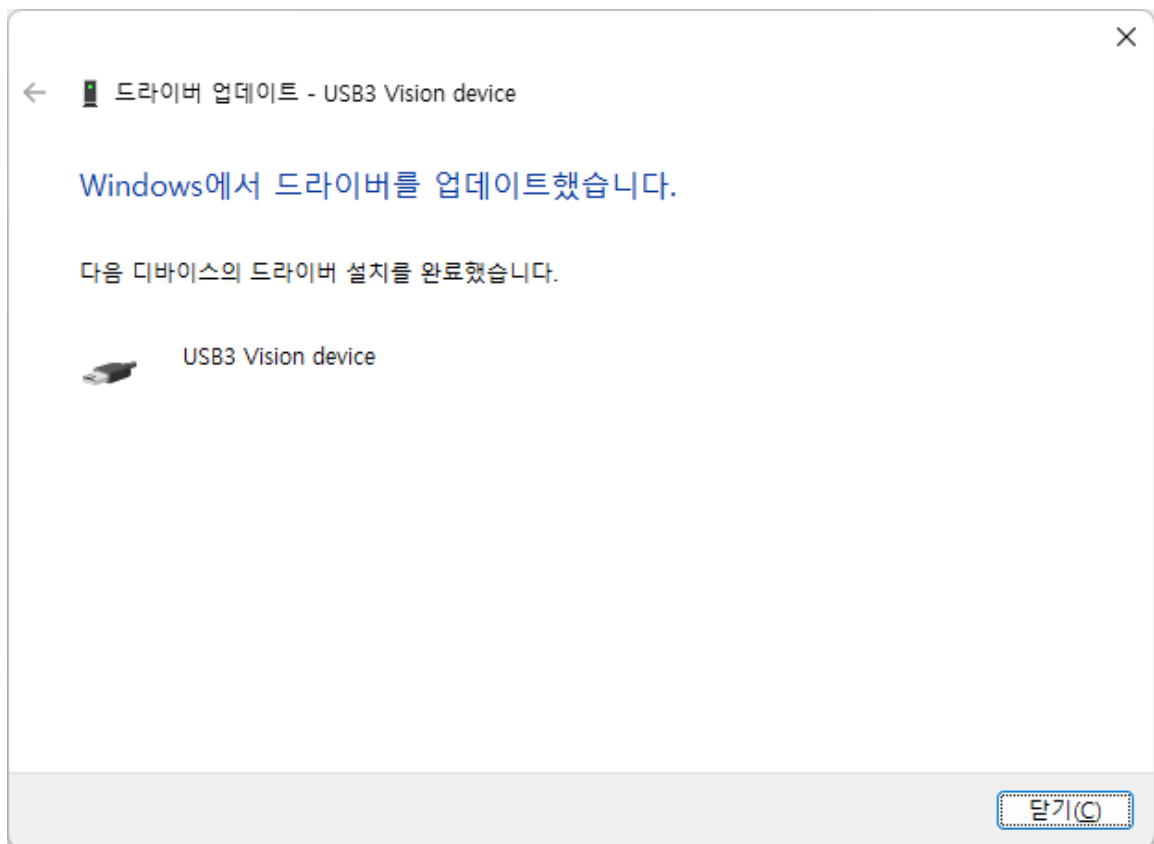 드라이버 업데이트 - USB3 Vision device
Windows에서 드라이버를 업데이트했습니다.
다음 디바이스의 드라이버 설치를 완료했습니다.
USB3 Vision device
닫기(C)